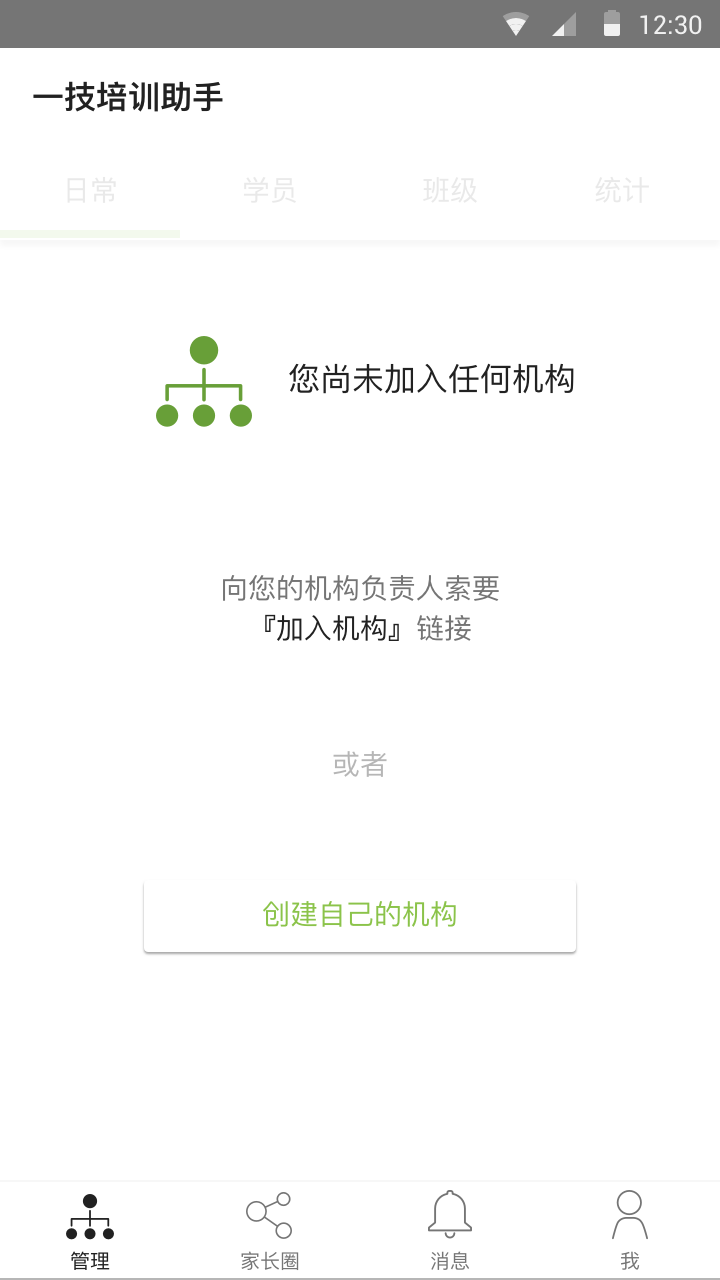 12:30
一技培训助手
日常 学员 班级 统计
您尚未加入任何机构
向您的机构负责人索要
『加入机构』链接
或者
创建自己的机构
管理 家长圈 消息 我